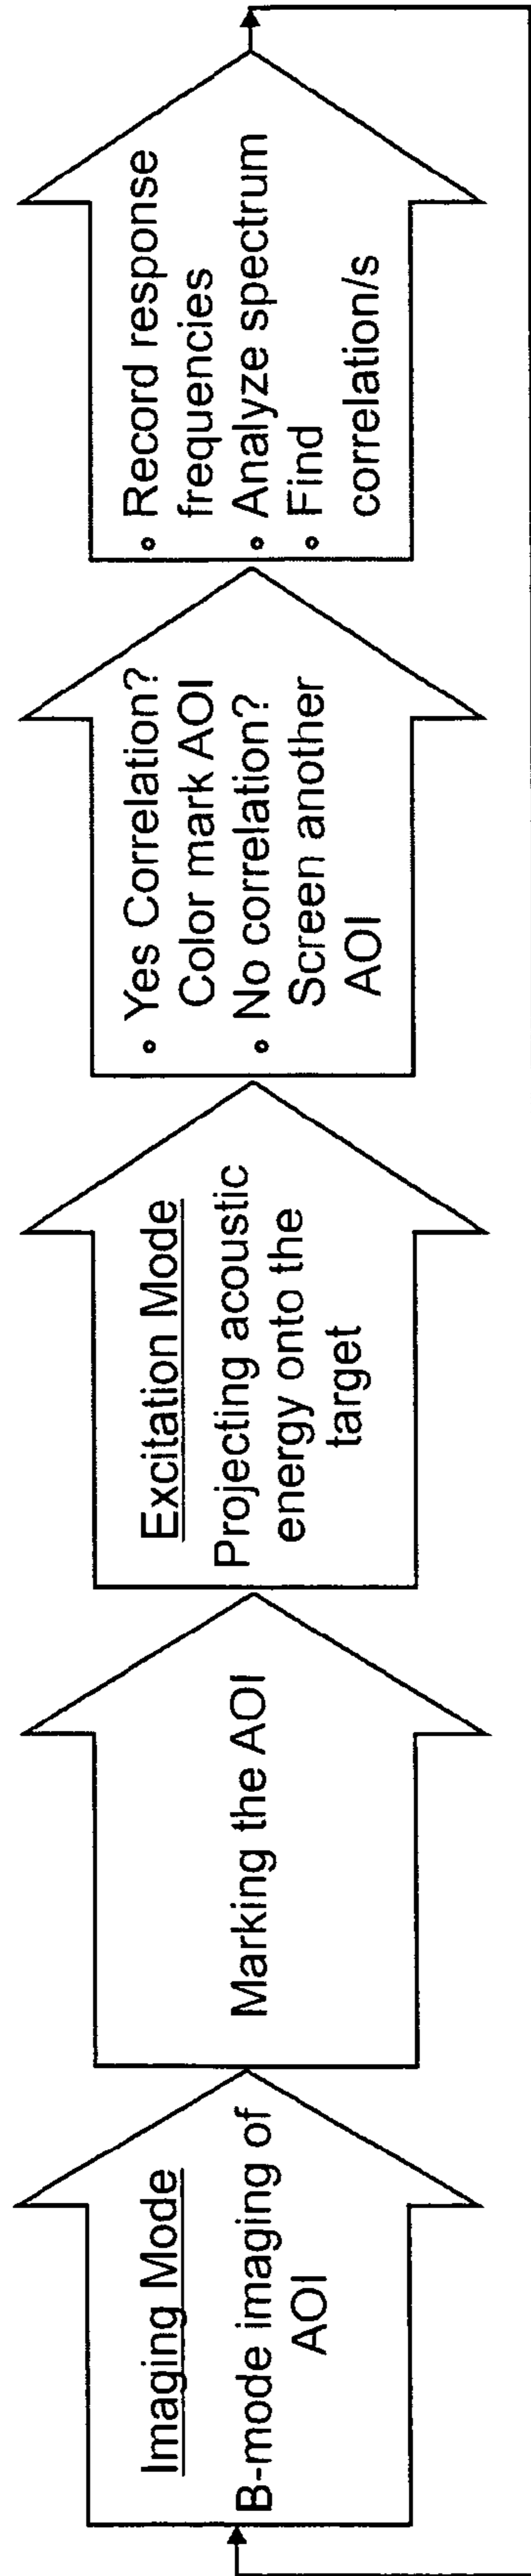 Imaging Mode
B-mode imaging of
AOI
Marking the AOI
Excitation Mode
Projecting acoustic
energy onto the
target
• Yes Correlation?
Color mark AOI
• No correlation?
Screen another
AOI
• Record response
frequencies
• Analyze spectrum
• Find
correlation/s